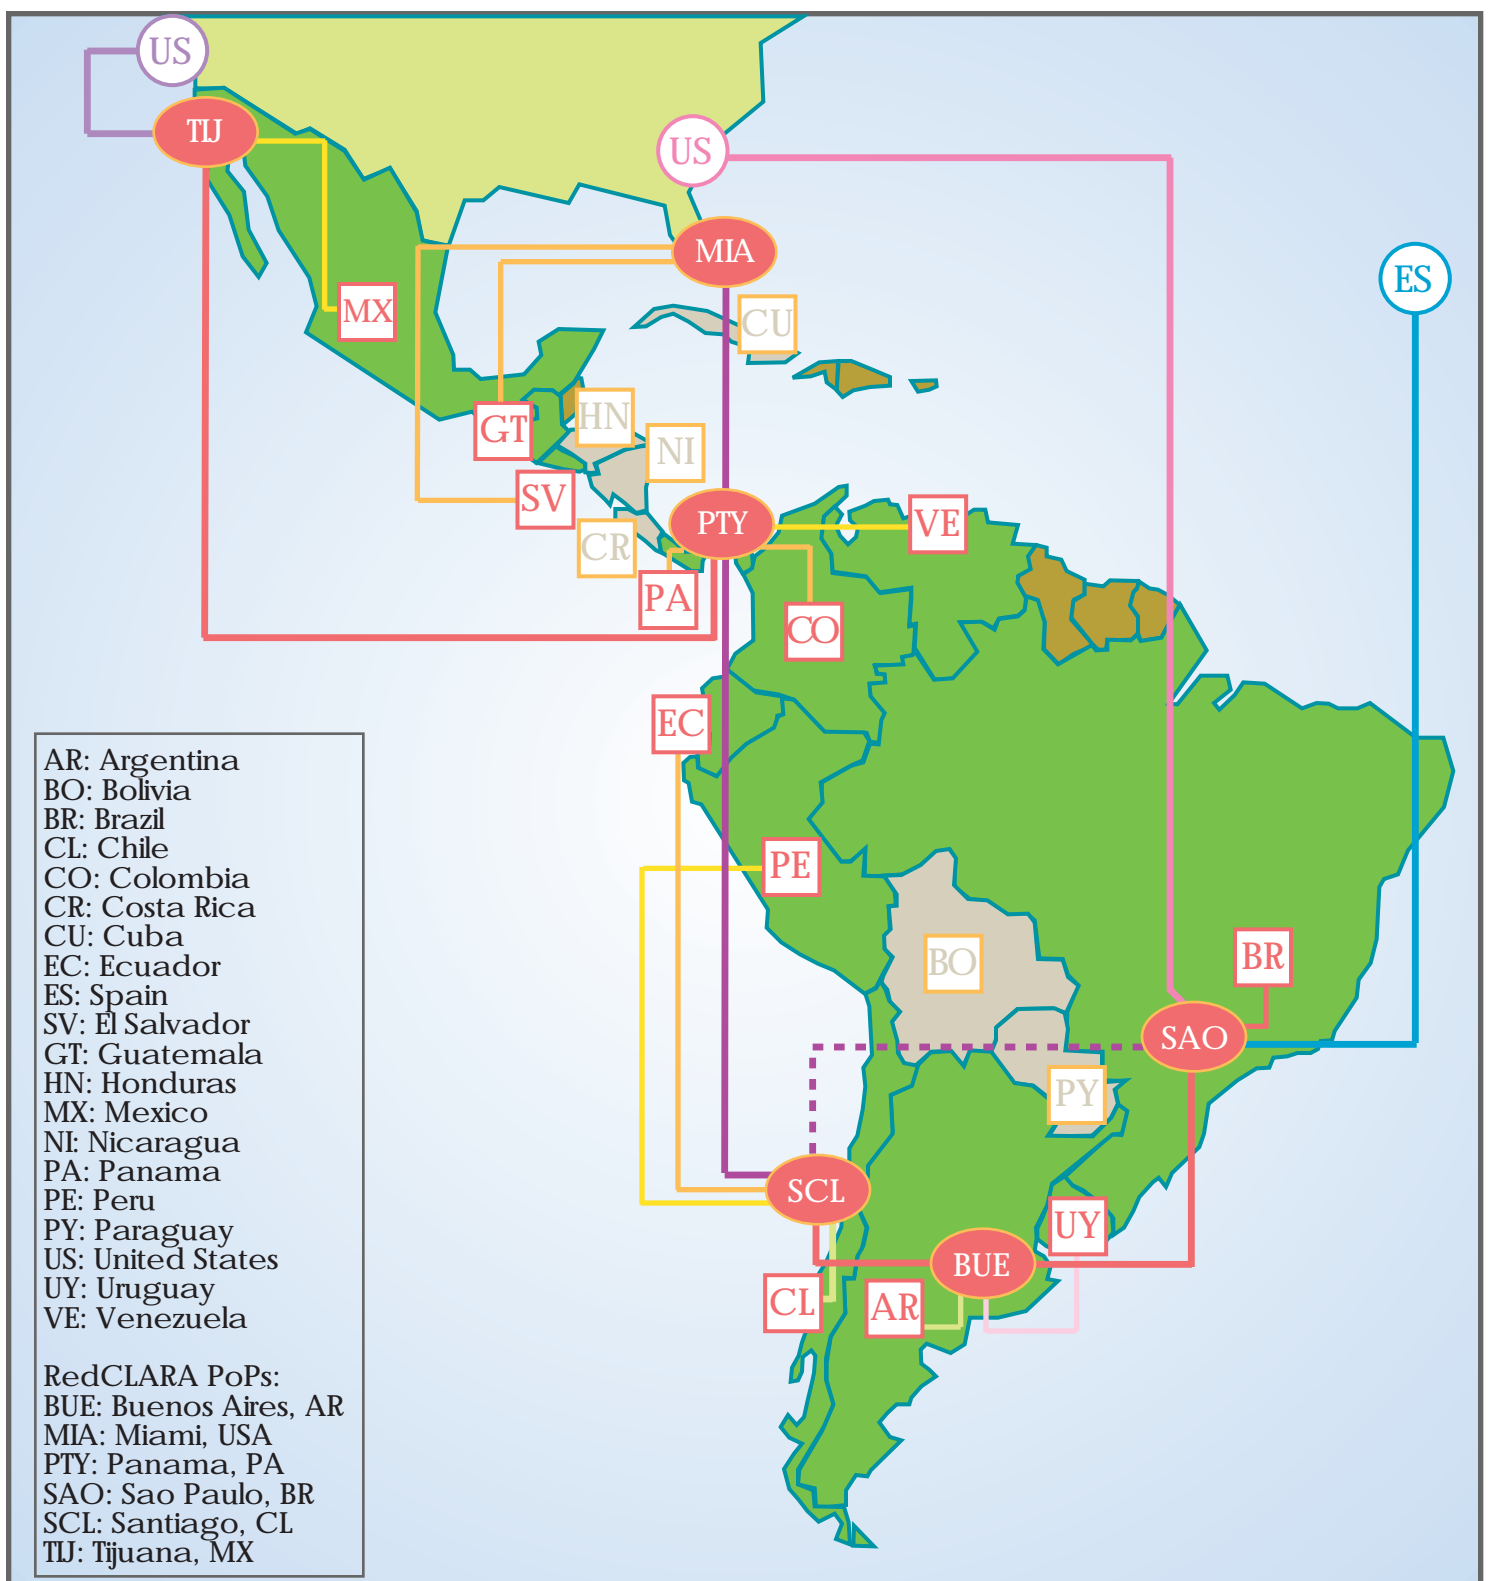 US
TIJ
US
MIA
ES
MX
CU
GT
HN
NI
SV
PTY
VE
CR
PA
CO
EC
PE
BO
BR
SAO
PY
SCL
UY
BUE
CL
AR
AR: Argentina
BO: Bolivia
BR: Brazil
CL: Chile
CO: Colombia
CR: Costa Rica
CU: Cuba
EC: Ecuador
ES: Spain
SV: El Salvador
GT: Guatemala
HN: Honduras
MX: Mexico
NI: Nicaragua
PA: Panama
PE: Peru
PY: Paraguay
US: United States
UY: Uruguay
VE: Venezuela
RedCLARA PoPs:
BUE: Buenos Aires, AR
MIA: Miami, USA
PTY: Panama, PA
SAO: Sao Paulo, BR
SCL: Santiago, CL
TIJ: Tijuana, MX